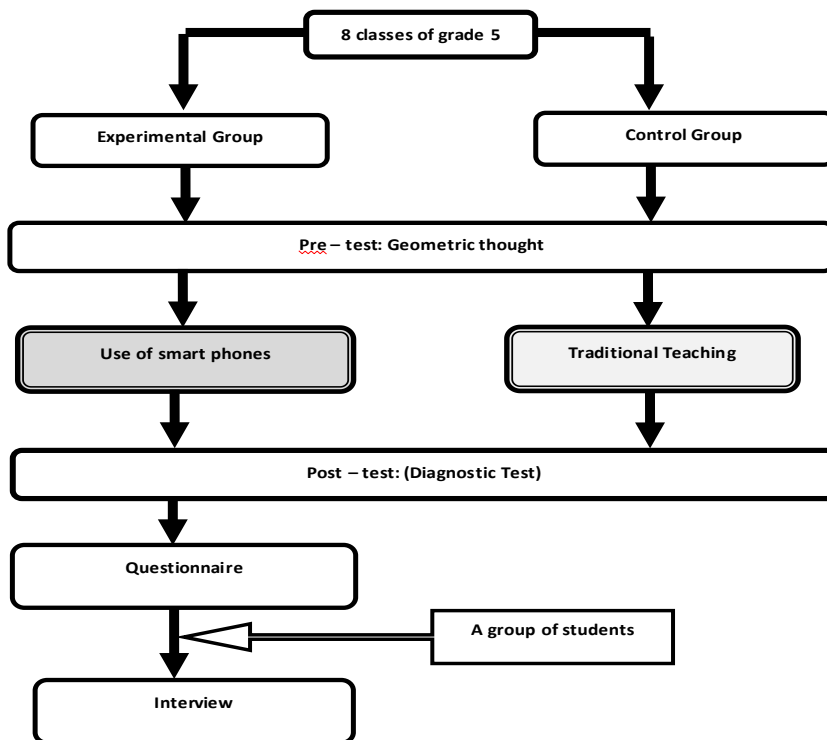 8 classes of grade 5
Experimental Group
Control Group
Pre – test: Geometric thought
Use of smart phones
Traditional Teaching
Post – test: (Diagnostic Test)
Questionnaire
A group of students
Interview